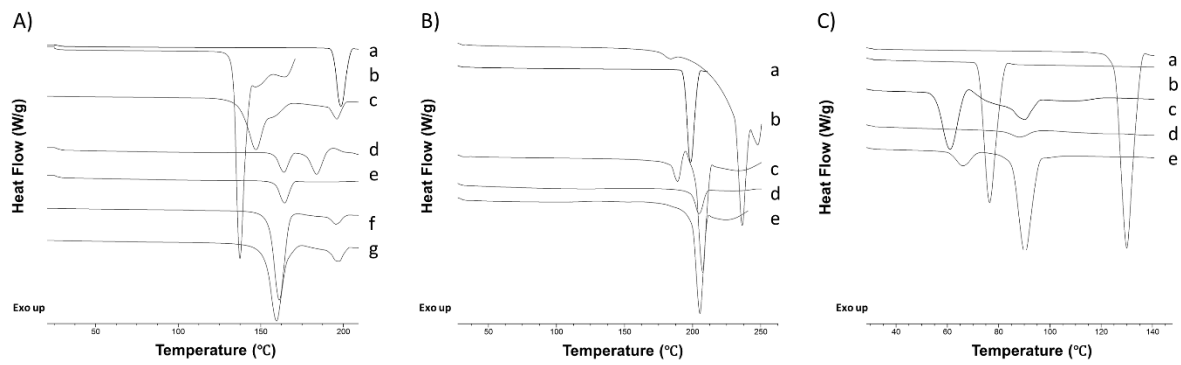 A)
Heat Flow (W/g)
a
b
c
d
e
f
g
Exo up
50
100
150
200
Temperature (°C)
B)
Heat Flow (W/g)
a
b
c
d
e
Exo up
50
100
150
200
250
Temperature (°C)
C)
Heat Flow (W/g)
a
b
c
d
e
Exo up
40
60
80
100
120
140
Temperature (°C)